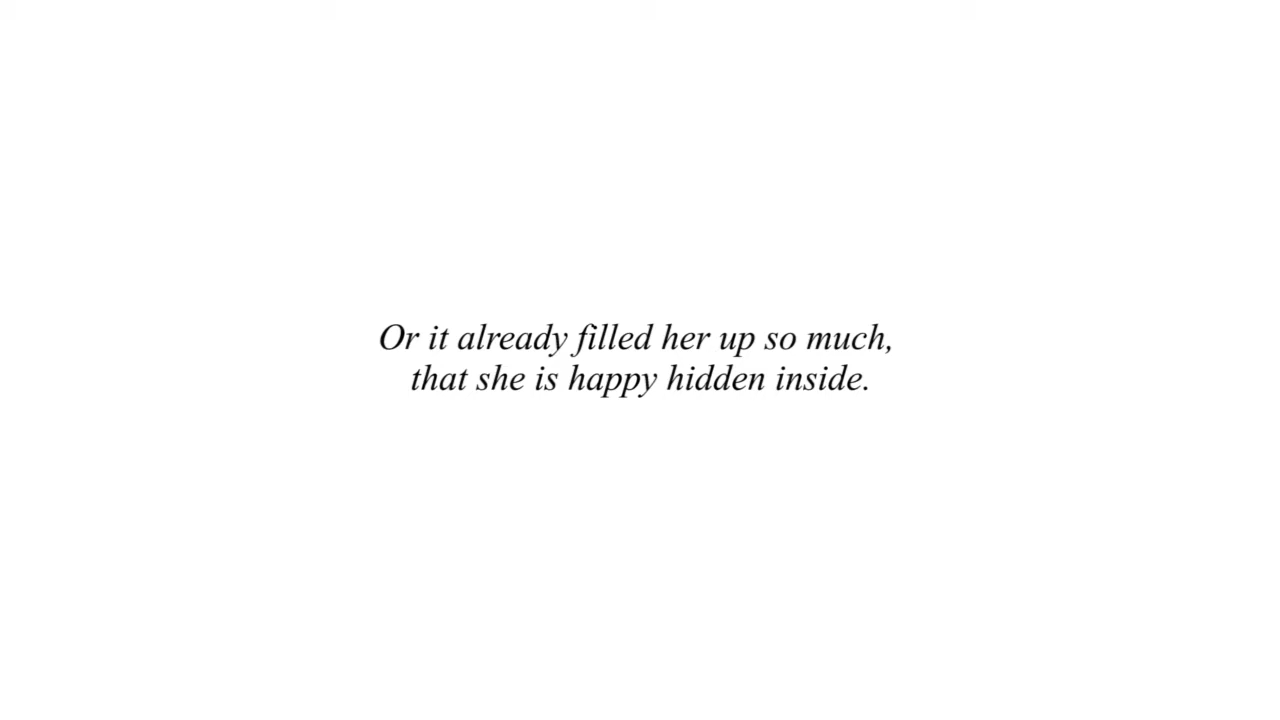 Or it already filled her up so much,
that she is happy hidden inside.